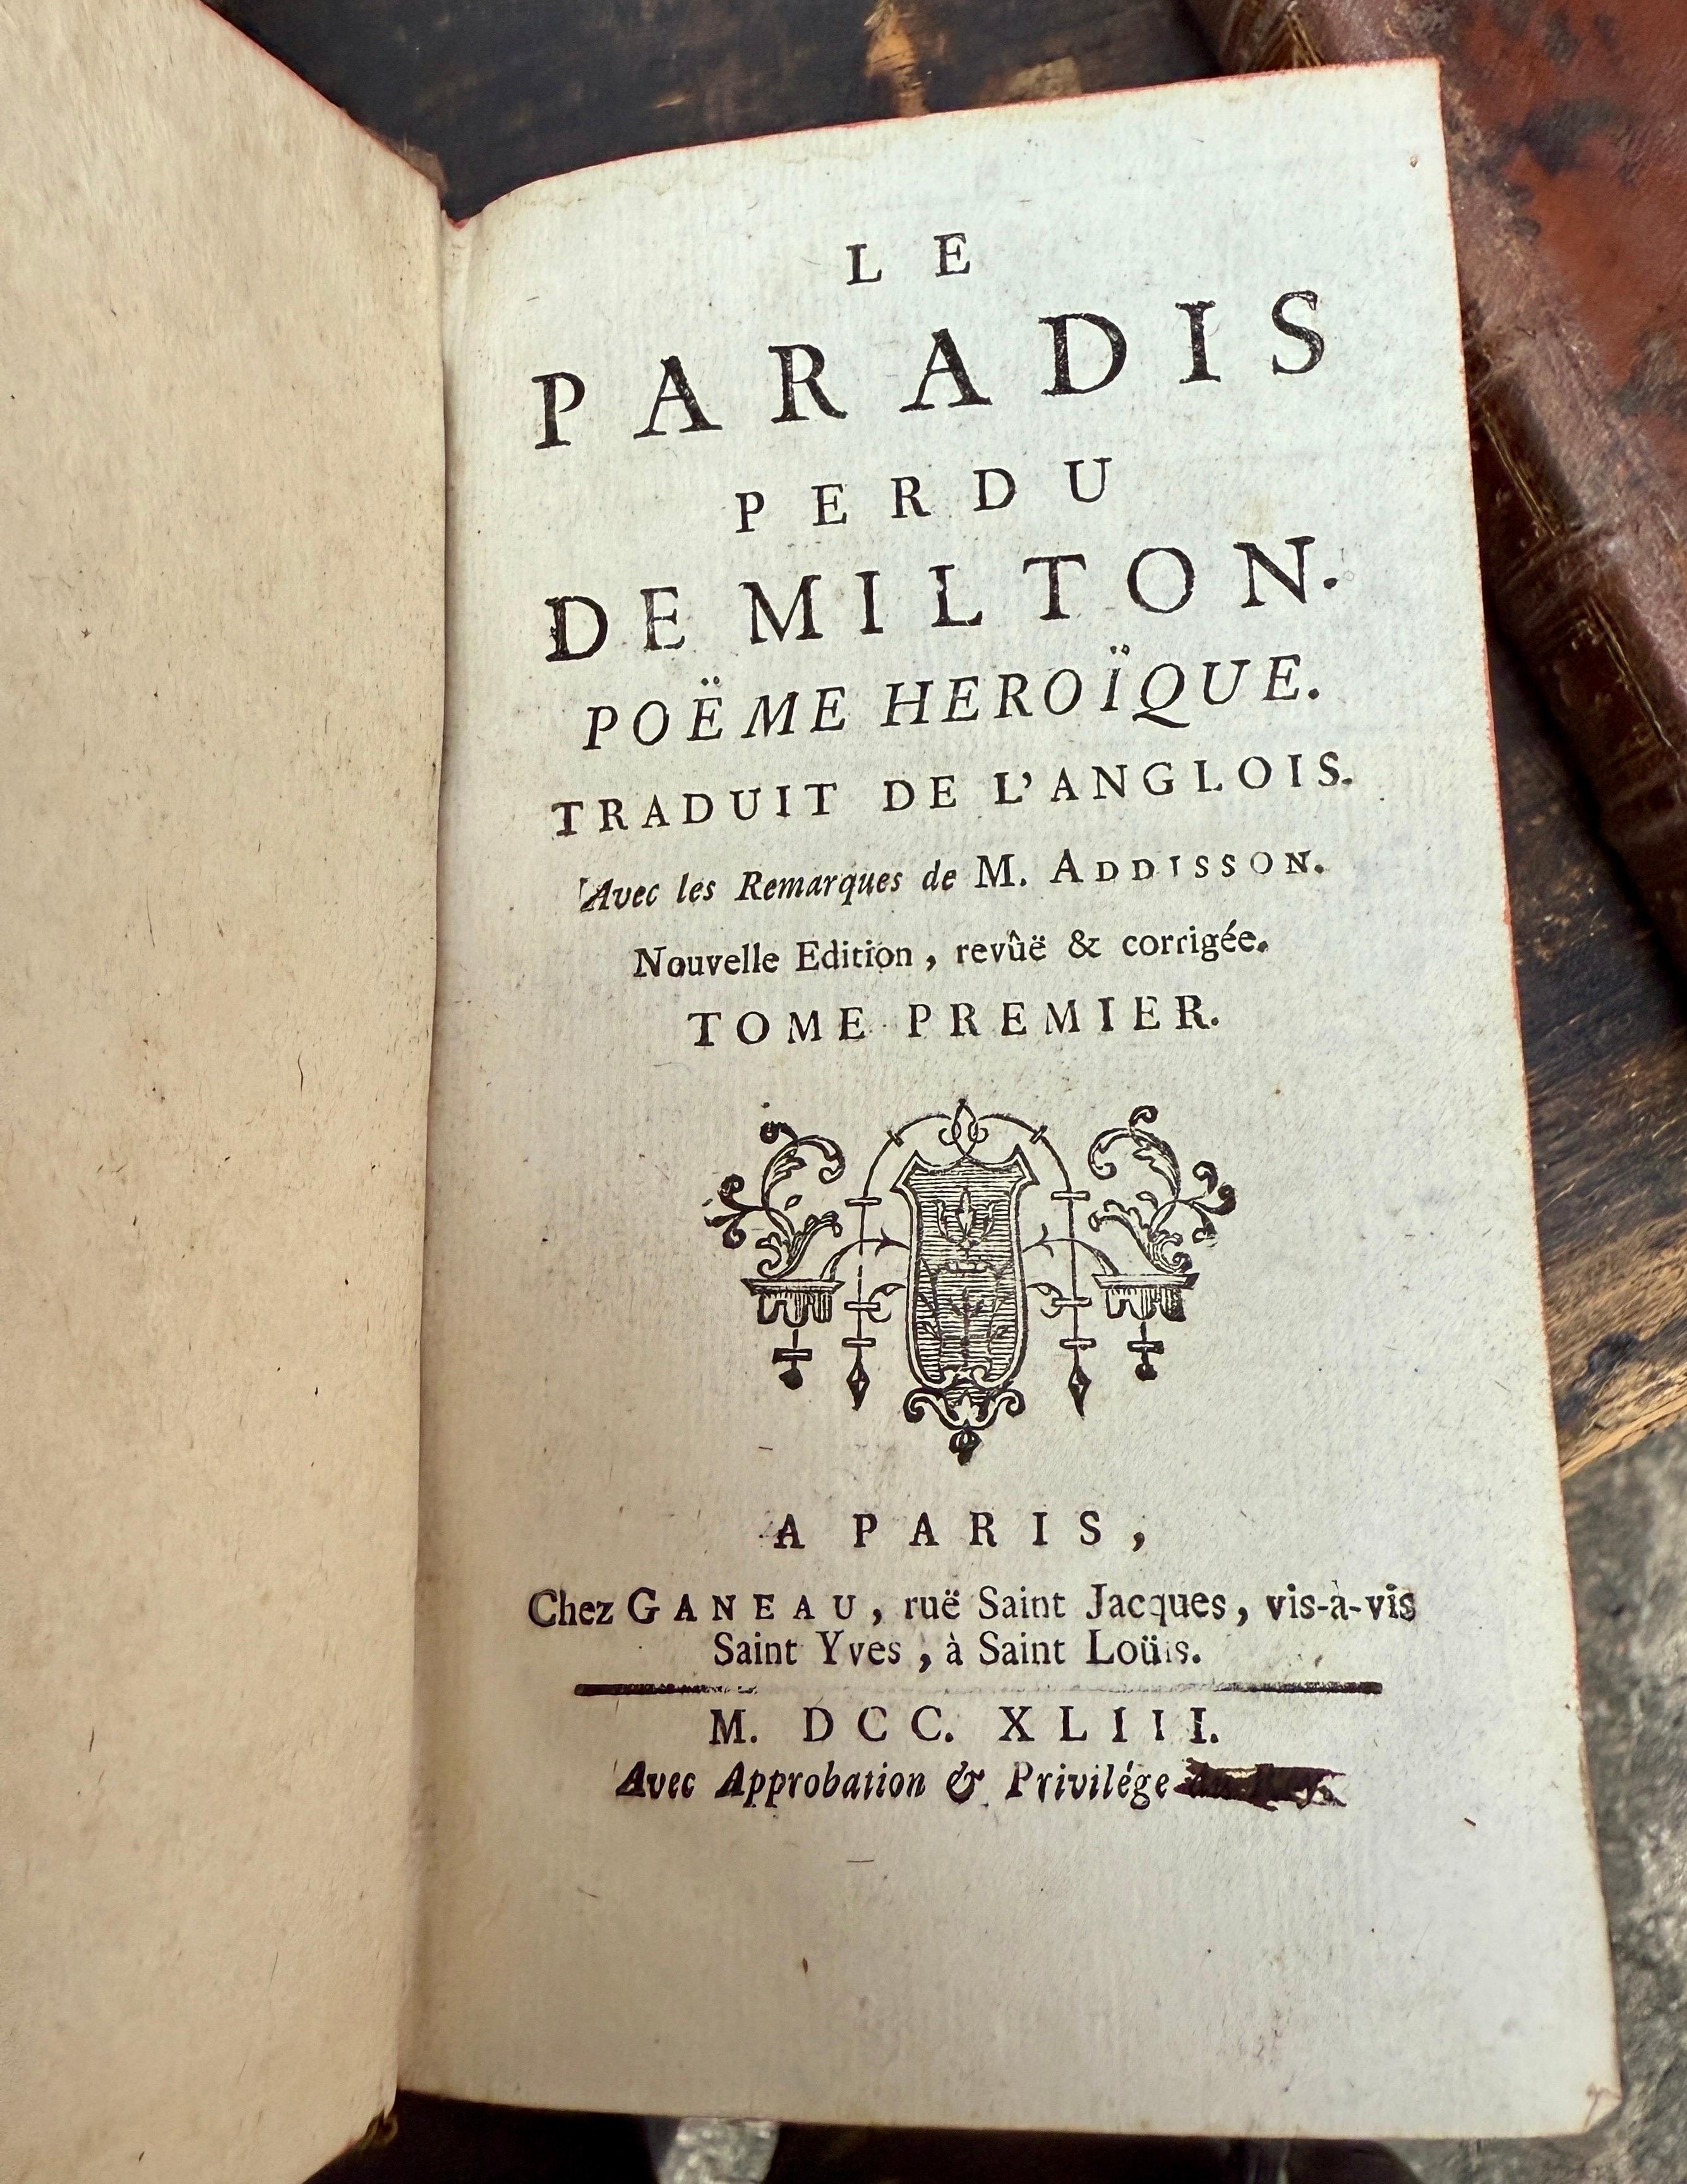 LE
PARADIS
PERDU
DE MILTON.
POËME HEROÏQUE.
TRADUIT DE L'ANGLOIS.
Avec les Remarques de M. ADDISSON.
Nouvelle Edition, revûë & corrigée.
TOME PREMIER.
A PARIS,
Chez GANEAU, ruë Saint Jacques, vis-à-vis
Saint Yves, à Saint Loüis.
M. DCC. XLIII.
Avec Approbation & Privilége du Roy.